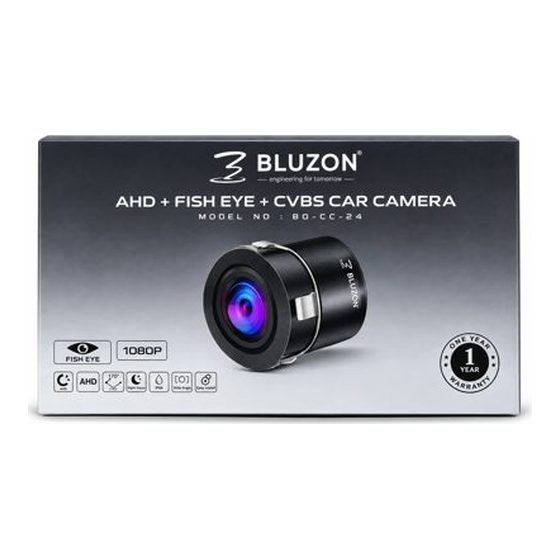 BLUZON®
engineering for tomorrow
AHD + FISH EYE + CVBS CAR CAMERA
MODEL NO : BO-CC-24
BLUZON
FISH EYE
1080P
AHD
170°
ONE YEAR
1
YEAR
WARRANTY